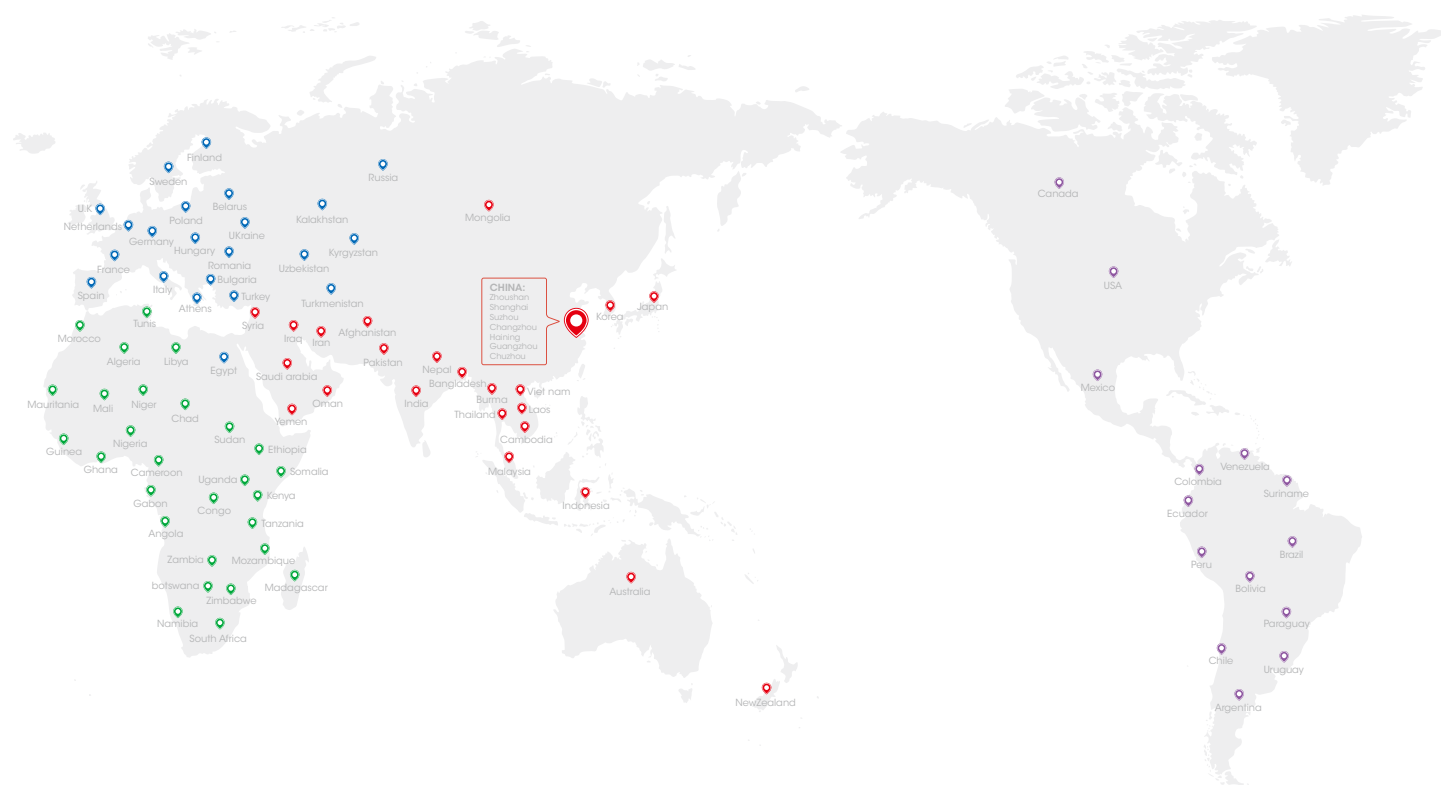 Finland
Sweden
Russia
Canada
U.K
Belarus
Kalakhstan
Poland
Mongolia
Netherlands
UKraine
Germany
Hungary
Kyrgyzstan
Romania
France
Uzbekistan
Bulgaria
USA
Italy
Spain
Turkey
Turkmenistan
Athens
CHINA:
Zhoushan
Shanghai
Suzhou
Changzhou
Haining
Guangzhou
Chuzhou
Japan
Korea
Tunis
Syria
Morocco
Iraq
Iran
Afghanistan
Algeria
Libya
Egypt
Pakistan
Saudi arabia
Nepal
Bangladesh
Mexico
Mauritania
Mali
Niger
Chad
Oman
India
Burma
Viet nam
Yemen
Thailand
Laos
Sudan
Cambodia
Nigeria
Guinea
Ethiopia
Ghana
Cameroon
Somalia
Malaysia
Venezuela
Colombia
Uganda
Suriname
Gabon
Kenya
Congo
Indonesia
Ecuador
Angola
Tanzania
Zambia
Mozambique
Brazil
Peru
botswana
Madagascar
Zimbabwe
Australia
Bolivia
Namibia
Paraguay
South Africa
Chile
Uruguay
NewZealand
Argentina